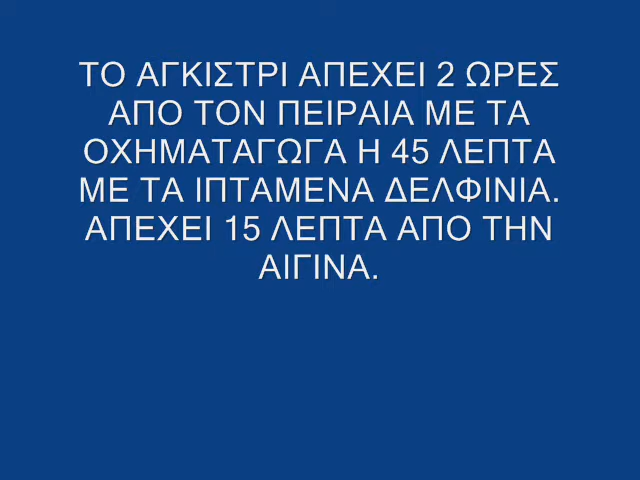 ΤΟ ΑΓΚΙΣΤΡΙ ΑΠΕΧΕΙ 2 ΩΡΕΣ
ΑΠΟ ΤΟΝ ΠΕΙΡΑΙΑ ΜΕ ΤΑ
ΟΧΗΜΑΤΑΓΩΓΑ Η 45 ΛΕΠΤΑ
ΜΕ ΤΑ ΙΠΤΑΜΕΝΑ ΔΕΛΦΙΝΙΑ.
ΑΠΕΧΕΙ 15 ΛΕΠΤΑ ΑΠΟ ΤΗΝ
ΑΙΓΙΝΑ.